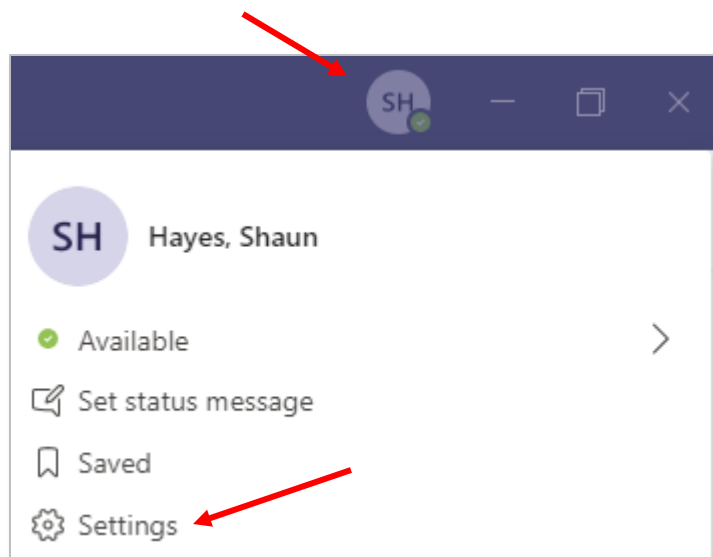 SH
SH Hayes, Shaun
Available
Set status message
Saved
Settings